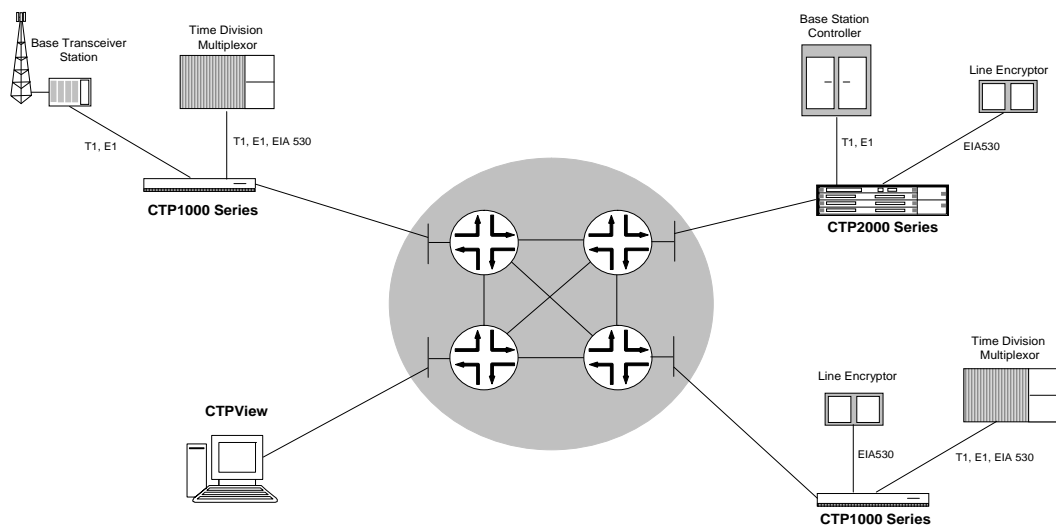 Base Transceiver
Station
Time Division
Multiplexor
T1, E1
T1, E1, EIA 530
CTP1000 Series
Base Station
Controller
Line Encryptor
T1, E1
EIA530
CTP2000 Series
CTPView
Line Encryptor
Time Division
Multiplexor
EIA530
T1, E1, EIA 530
CTP1000 Series